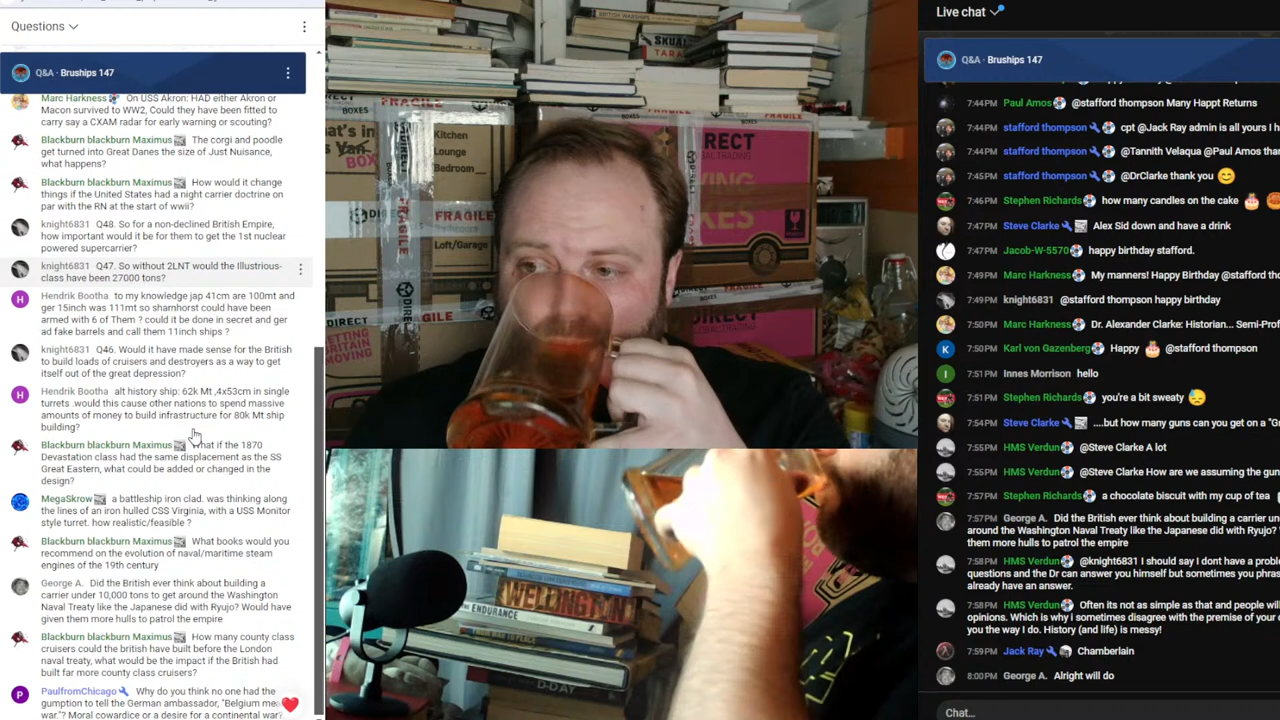 Questions
Q&A · Bruships 147
Marc Harkness On USS Akron: HAD either Akron or
Macon survived to WW2, Could they have been fitted to
carry say a CXAM radar for early warning or scouting?
Blackburn blackburn Maximus The corgi and poodle
get turned into Great Danes the size of Just Nuisance,
what happens?
Blackburn blackburn Maximus How would it change
things if the United States had a night carrier doctrine on
par with the RN at the start of wwii?
knight6831 Q48. So for a non-declined British Empire,
how important would it be for them to get the 1st nuclear
powered supercarrier?
knight6831 Q47. So without 2LNT would the Illustrious-
class have been 27000 tons?
Hendrik Bootha to my knowledge jap 41cm are 100mt and
ger 15inch was 111mt so sharnhorst could have been
armed with 6 of Them ? could it be done in secret and ger
ad fake barrels and call them 11inch ships ?
knight6831 Q46. Would it have made sense for the British
to build loads of cruisers and destroyers as a way to get
itself out of the great depression?
Hendrik Bootha alt history ship: 62k Mt ,4x53cm in single
turrets .would this cause other nations to spend massive
amounts of money to build infrastructure for 80k Mt ship
building?
Blackburn blackburn Maximus What if the 1870
Devastation class had the same displacement as the SS
Great Eastern, what could be added or changed in the
design?
MegaSkrow a battleship iron clad. was thinking along
the lines of an iron hulled CSS Virginia, with a USS Monitor
style turret. how realistic/feasible ?
Blackburn blackburn Maximus What books would you
recommend on the evolution of naval/maritime steam
engines of the 19th century
George A. Did the British ever think about building a
carrier under 10,000 tons to get around the Washington
Naval Treaty like the Japanese did with Ryujo? Would have
given them more hulls to patrol the empire
Blackburn blackburn Maximus How many county class
cruisers could the british have built before the London
naval treaty, what would be the impact if the British had
built far more county class cruisers?
PaulfromChicago Why do you think no one had the
gumption to tell the German ambassador, "Belgium me
war."? Moral cowardice or a desire for a continental war?
BRITISH WARSHIPS
SKUA!
TARA
FRAGILE
FRAGILE
FRAGILE
BOXES
BOX
Kitchen
Lounge
Bedroom
Loft/Garage
DIRECT
FRAGILE
DIRECT
RECT
DIRECT
MOVING
WELLINGTON
ENDURANCE
D-DAY
Live chat
Q&A · Bruships 147
7:44PM Paul Amos @stafford thompson Many Happt Returns
7:44PM stafford thompson cpt @Jack Ray admin is all yours I h
7:44PM stafford thompson @Tannith Velaqua @Paul Amos than
7:45PM stafford thompson @DrClarke thank you 😊
7:46PM Stephen Richards how many candles on the cake 🎂
7:47PM Steve Clarke Alex Sid down and have a drink
7:47PM Jacob-W-5570 happy birthday stafford.
7:49PM Marc Harkness My manners! Happy Birthday @stafford tho
7:49PM knight6831 @stafford thompson happy birthday
7:50PM Marc Harkness Dr. Alexander Clarke: Historian... Semi-Prof
7:50PM Karl von Gazenberg Happy 🎂 @stafford thompson
7:51PM Innes Morrison hello
7:51PM Stephen Richards you're a bit sweaty 😓
7:54PM Steve Clarke ....but how many guns can you get on a "G
7:55PM HMS Verdun @Steve Clarke A lot
7:55PM HMS Verdun @Steve Clarke How are we assuming the gun
7:57PM Stephen Richards a chocolate biscuit with my cup of tea
7:57PM George A. Did the British ever think about building a carrier un
around the Washington Naval Treaty like the Japanese did with Ryujo?
them more hulls to patrol the empire
7:58PM HMS Verdun @knight6831 I should say I dont have a prob
questions and the Dr can answer you himself but sometimes you phras
already have an answer.
7:58PM HMS Verdun Often its not as simple as that and people wil
opinions. Which is why i sometimes disagree with the premise of your
you the way I do. History (and life) is messy!
7:59PM Jack Ray Chamberlain
8:00PM George A. Alright will do
Chat...